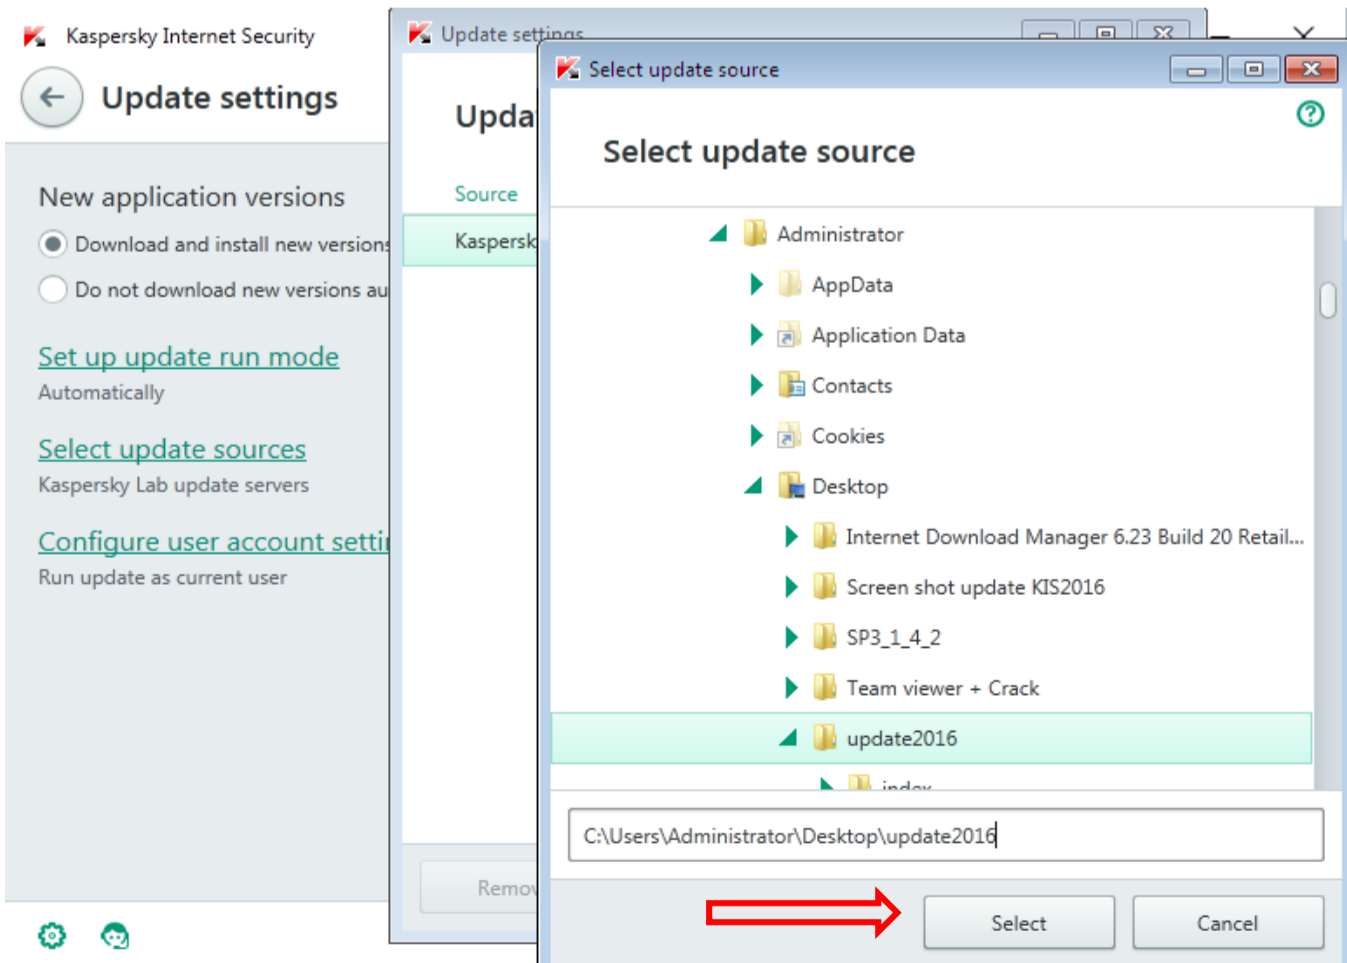 Kaspersky Internet Security
Update settings
New application versions
Download and install new versions
Do not download new versions au
Set up update run mode
Automatically
Select update sources
Kaspersky Lab update servers
Configure user account setti
Run update as current user
Update settings
Upda
Source
Kaspersk
Remov
Select update source
Select update source
Administrator
AppData
Application Data
Contacts
Cookies
Desktop
Internet Download Manager 6.23 Build 20 Retail...
Screen shot update KIS2016
SP3_1_4_2
Team viewer + Crack
update2016
index
C:\Users\Administrator\Desktop\update2016
Select
Cancel